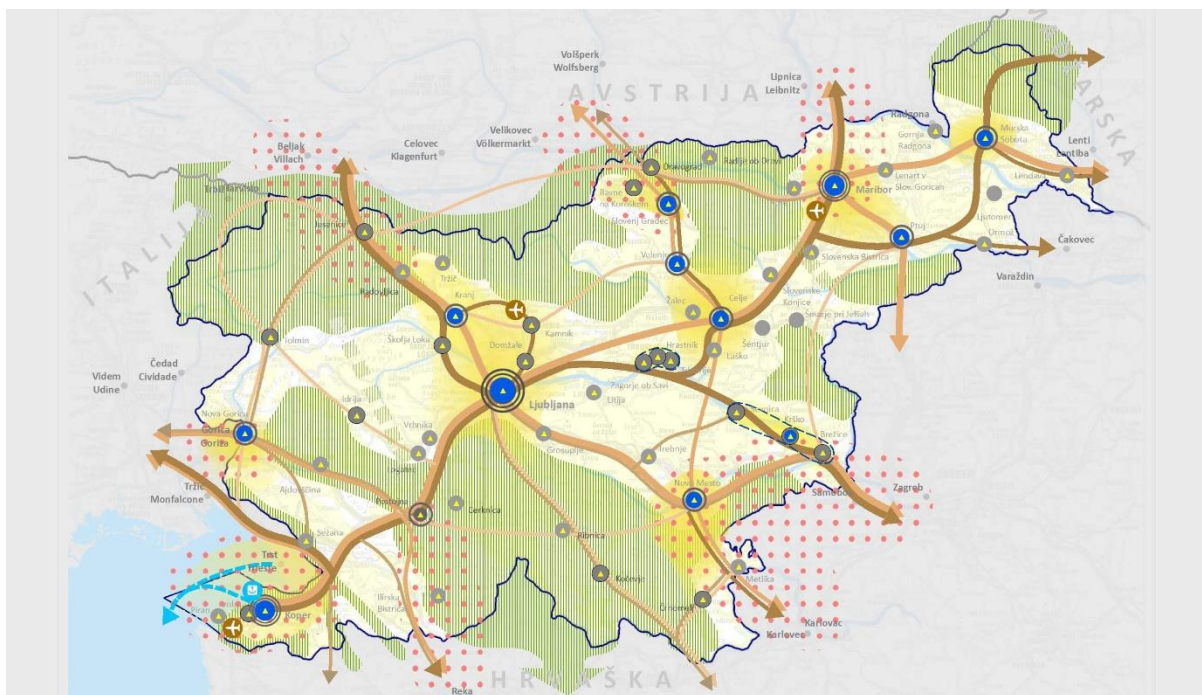 Volšperk
Wolfsberg
Lipnica
Leibnitz
AVSTRIJA
Radgona
Gornja
Radgona
Murska
Sobota
Lenti
Lendava
Beljak
Villach
Celovec
Klagenfurt
Velikovec
Völkermarkt
Dravograd
Radlje ob Dravi
Ravne
na Koroškem
Slovenj Gradec
Maribor
Lenart v
Slov. Goricah
Ljutomer
Ormož
Ptuj
Čakovec
Varaždin
Slovenska Bistrica
Slovenske
Konjice
Šmarje pri Jelšah
Šentjur
Velenje
Žalec
Celje
Laško
Jesenice
Radovljica
Tržič
Kranj
Škofja Loka
Kamnik
Domžale
ITALIJA
Tolmin
Čedad
Cividade
Videm
Udine
Idrija
Vrhnika
Logatec
Ljubljana
Litija
Zagorje ob Savi
Hrastnik
Grosuplje
Trebnje
Sevnica
Krško
Brežice
Samobor
Zagreb
Novo Mesto
Nova Gorica
Gorica
Gorizia
Ajdovščina
Tržič
Monfalcone
Postojna
Cerknica
Sežana
Ribnica
Kočevje
Metlika
Črnomelj
Trst
Trieste
Piran
Koper
Ilirska
Bistrica
Karlovac
Karlovec
HRVAŠKA
Reka